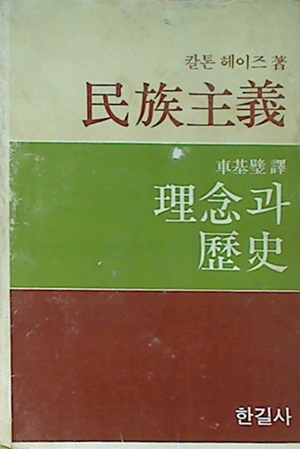 칼톤 헤이즈 著
民族主義
車基璧 譯
理念과
歷史
한길사